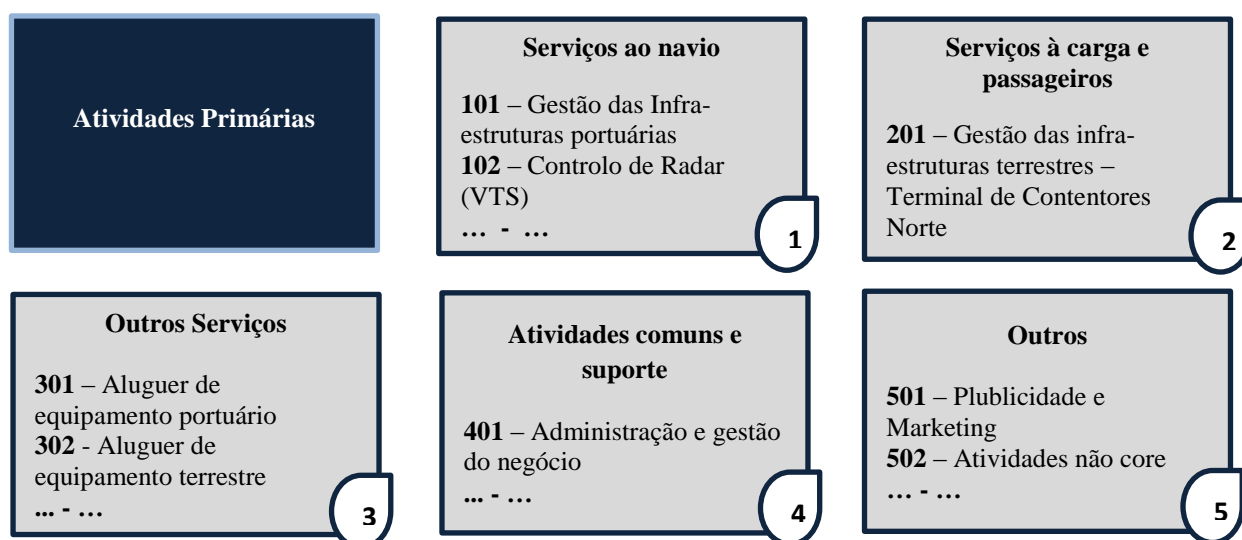 Atividades Primárias
Serviços ao navio
101 – Gestão das Infra-
estruturas portuárias
102 – Controlo de Radar
(VTS)
… - …
1
Serviços à carga e
passageiros
201 – Gestão das infra-
estruturas terrestres –
Terminal de Contentores
Norte
2
Outros Serviços
301 – Aluguer de
equipamento portuário
302 - Aluguer de
equipamento terrestre
... - …
3
Atividades comuns e
suporte
401 – Administração e gestão
do negócio
... - …
4
Outros
501 – Plublicidade e
Marketing
502 – Atividades não core
… - …
5